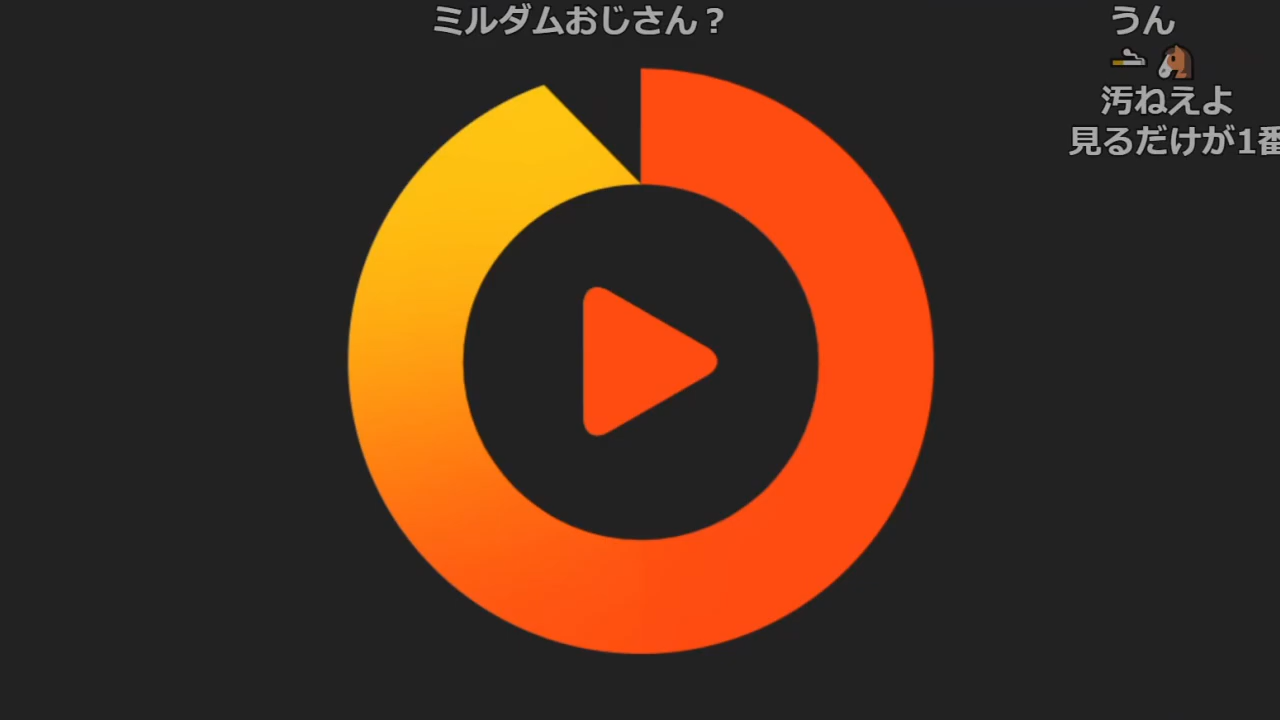 ミルダムおじさん？
うん
🚬 🐴
汚ねえよ
見るだけが1番